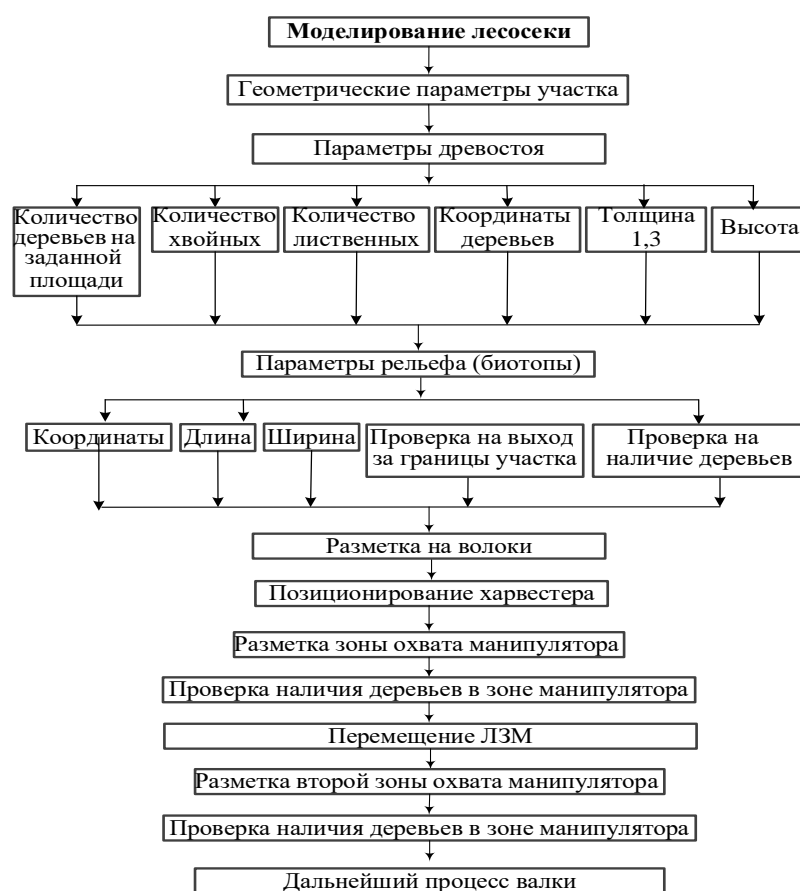 Моделирование лесосеки
Геометрические параметры участка
Параметры древостоя
Количество
деревьев на
заданной
площади
Количество
хвойных
Количество
лиственных
Координаты
деревьев
Толщина
1,3
Высота
Параметры рельефа (биотопы)
Координаты
Длина
Ширина
Проверка на выход
за границы участка
Проверка на
наличие деревьев
Разметка на волоки
Позиционирование харвестера
Разметка зоны охвата манипулятора
Проверка наличия деревьев в зоне манипулятора
Перемещение ЛЗМ
Разметка второй зоны охвата манипулятора
Проверка наличия деревьев в зоне манипулятора
Дальнейший процесс валки